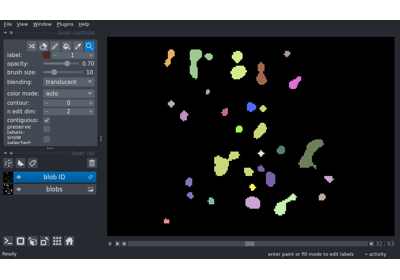 File View Window Plugins Help
layer controls
label: 1
opacity: 0.70
brush size: 10
blending: translucent
color mode: auto
contour: 0
n edit dim: 2
contiguous:
preserve labels:
show selected:
layer list
blob ID
blobs
0 32 63
Ready enter paint or fill mode to edit labels activity